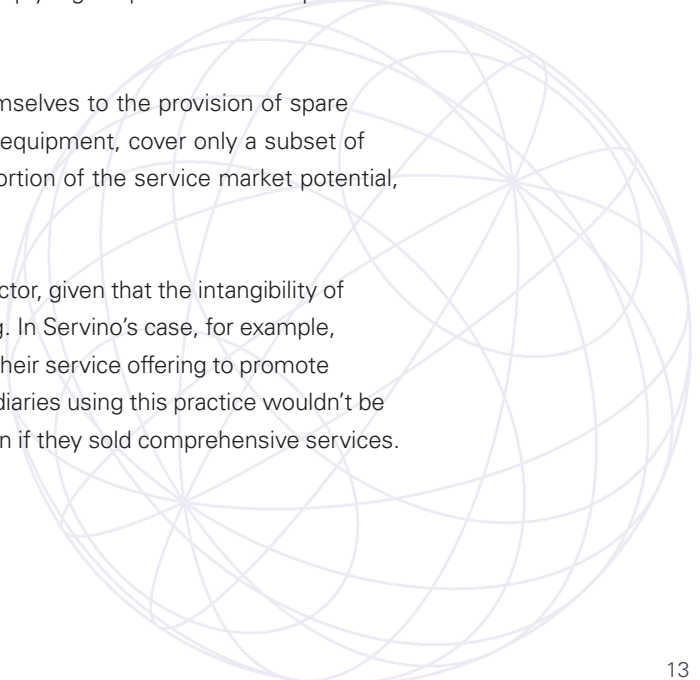 mselves to the provision of spare
equipment, cover only a subset of
ortion of the service market potential,
ctor, given that the intangibility of
g. In Servino’s case, for example,
their service offering to promote
diaries using this practice wouldn’t be
n if they sold comprehensive services.
13